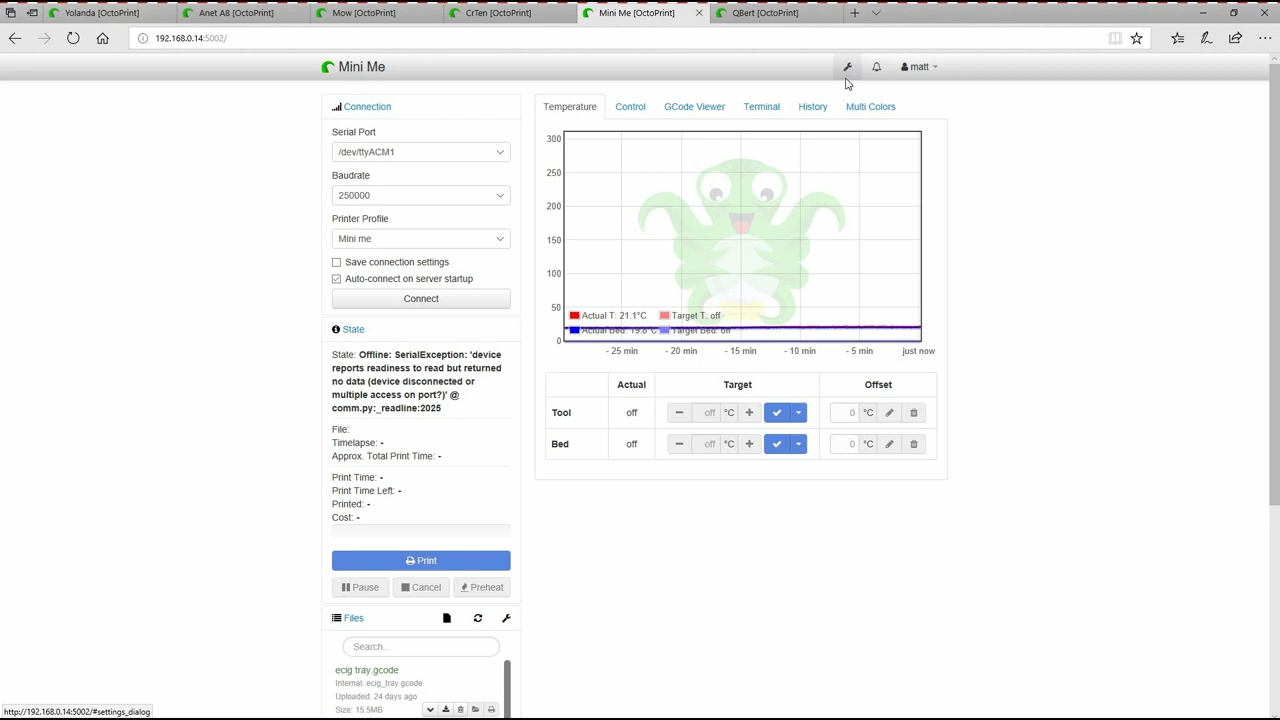 Yolanda [OctoPrint]
Anet A8 [OctoPrint]
Mow [OctoPrint]
CrTen [OctoPrint]
Mini Me [OctoPrint]
QBert [OctoPrint]
192.168.0.14:5002/
Mini Me
matt
Connection
Serial Port
/dev/ttyACM1
Baudrate
250000
Printer Profile
Mini me
Save connection settings
Auto-connect on server startup
Connect
State
State: Offline: SerialException: 'device
reports readiness to read but returned
no data (device disconnected or
multiple access on port?)' @
comm.py:_readline:2025
File:
Timelapse: -
Approx. Total Print Time: -
Print Time: -
Print Time Left: -
Printed: -
Cost: -
Print
Pause Cancel Preheat
Files
Search...
ecig tray.gcode
Internal: ecig_tray.gcode
Uploaded: 24 days ago
Size: 15.5MB
Temperature Control GCode Viewer Terminal History Multi Colors
300
250
200
150
100
50
0
Actual T: 21.1°C Target T: off
Actual Bed: 19.8°C Target Bed: off
- 25 min - 20 min - 15 min - 10 min - 5 min just now
Actual Target Offset
Tool off off °C 0 °C
Bed off off °C 0 °C
http://192.168.0.14:5002/#settings_dialog